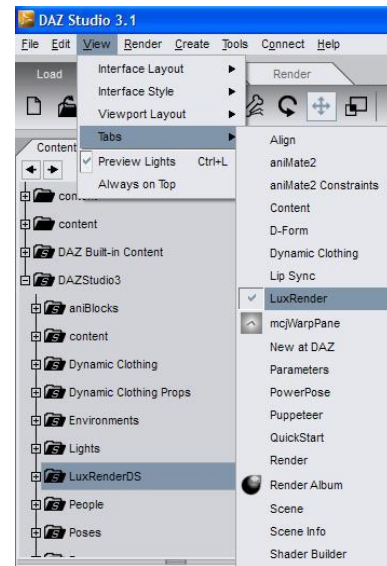 DAZ Studio 3.1
File Edit View Render Create Tools Connect Help
Load
Render
Interface Layout
Interface Style
Viewport Layout
Tabs
Preview Lights Ctrl+L
Always on Top
Content
content
DAZ Built-in Content
DAZStudio3
aniBlocks
content
Dynamic Clothing
Dynamic Clothing Props
Environments
Lights
LuxRenderDS
People
Poses
Align
aniMate2
aniMate2 Constraints
Content
D-Form
Dynamic Clothing
Lip Sync
LuxRender
mcjWarpPane
New at DAZ
Parameters
PowerPose
Puppeteer
QuickStart
Render
Render Album
Scene
Scene Info
Shader Builder